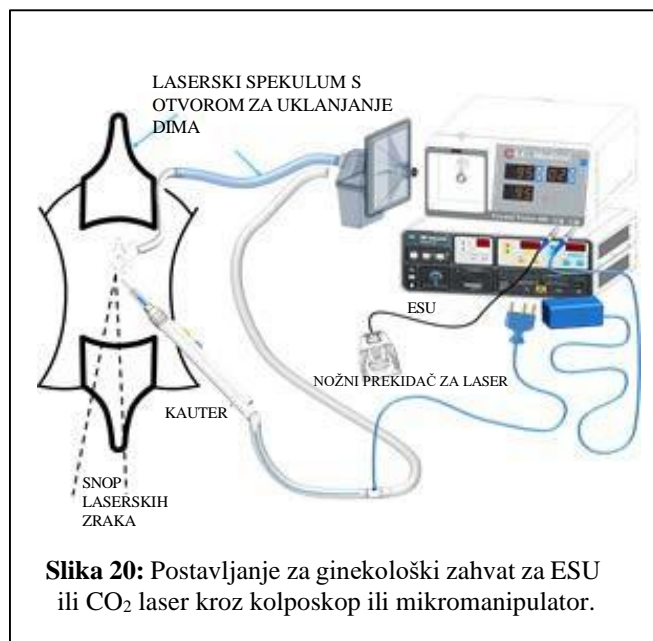 LASERSKI SPEKULUM S
OTVOROM ZA UKLANJANJE
DIMA
ESU
NOŽNI PREKIDAČ ZA LASER
KAUTER
SNOP
LASERSKIH
ZRAKA
Slika 20: Postavljanje za ginekološki zahvat za ESU
ili CO₂ laser kroz kolposkop ili mikromanipulator.